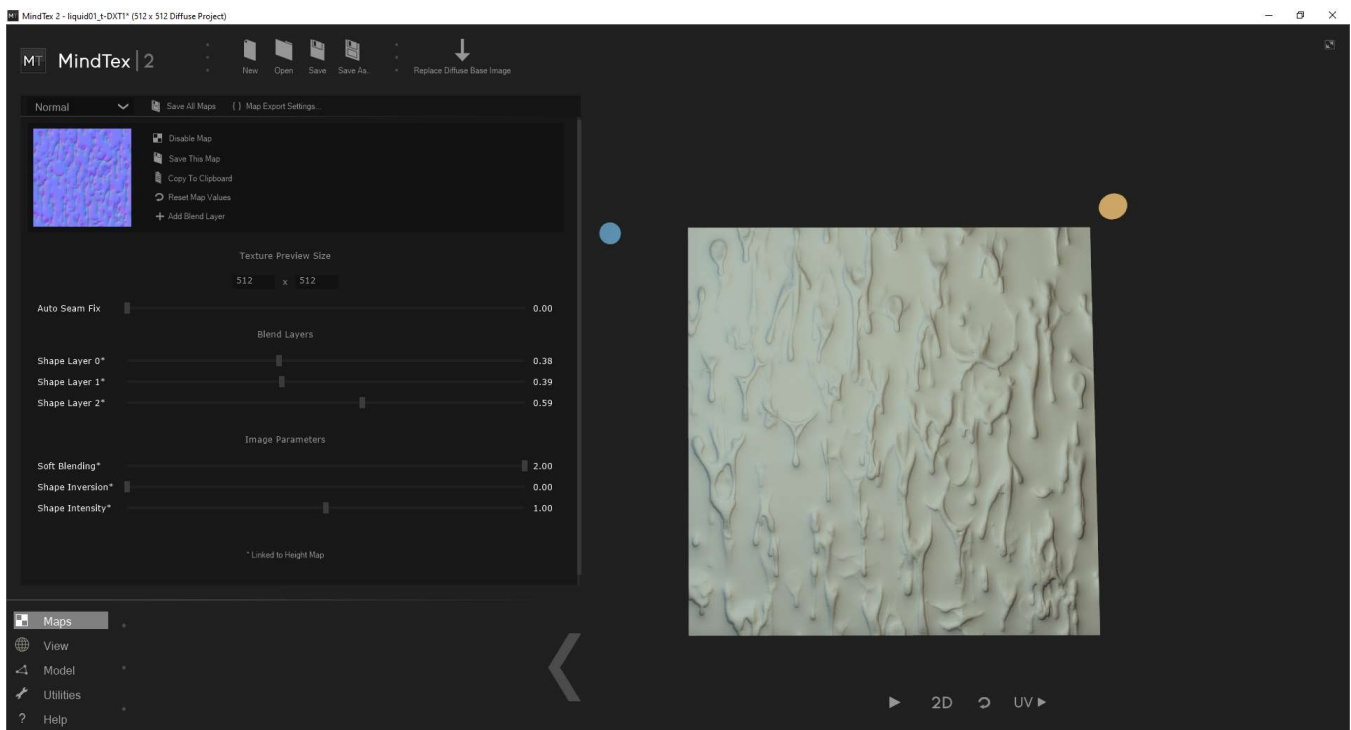 MT MindTex 2 - liquid01_t-DXT1* (512 x 512 Diffuse Project)
MT MindTex | 2
New Open Save Save As.. Replace Diffuse Base Image
Normal Save All Maps { } Map Export Settings...
Disable Map
Save This Map
Copy To Clipboard
Reset Map Values
Add Blend Layer
Texture Preview Size
512 x 512
Auto Seam Fix 0.00
Blend Layers
Shape Layer 0* 0.38
Shape Layer 1* 0.39
Shape Layer 2* 0.59
Image Parameters
Soft Blending* 2.00
Shape Inversion* 0.00
Shape Intensity* 1.00
* Linked to Height Map
Maps
View
Model
Utilities
? Help
2D UV